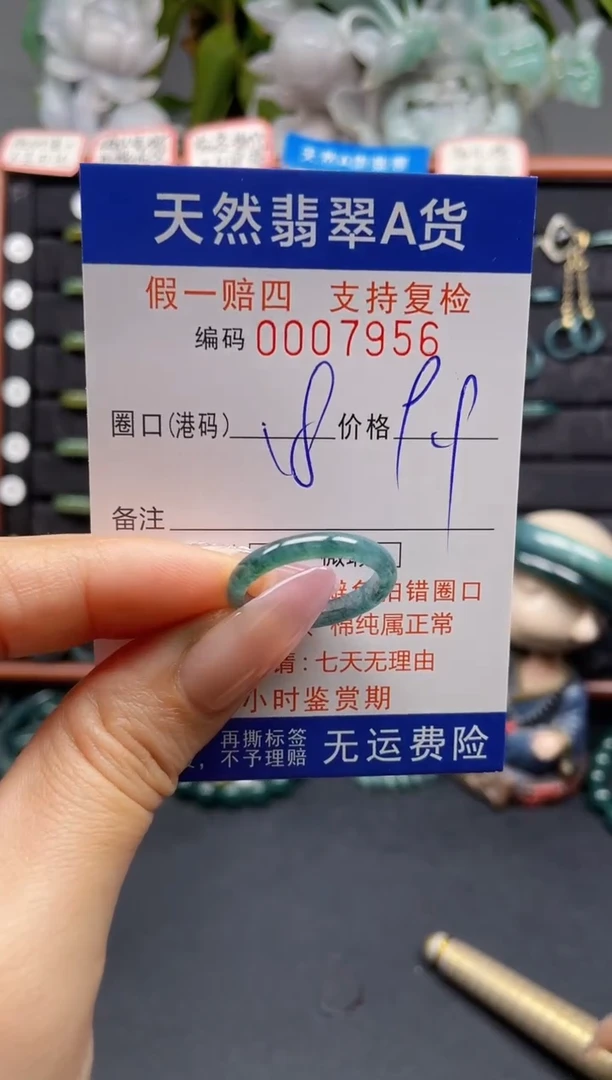 天然翡翠A货
假一赔四 支持复检
编码 0007956
圈口(港码) 18 价格
备注
错圈口
棉纯属正常
请:七天无理由
小时鉴赏期
再撕标签
,不予理赔
无运费险